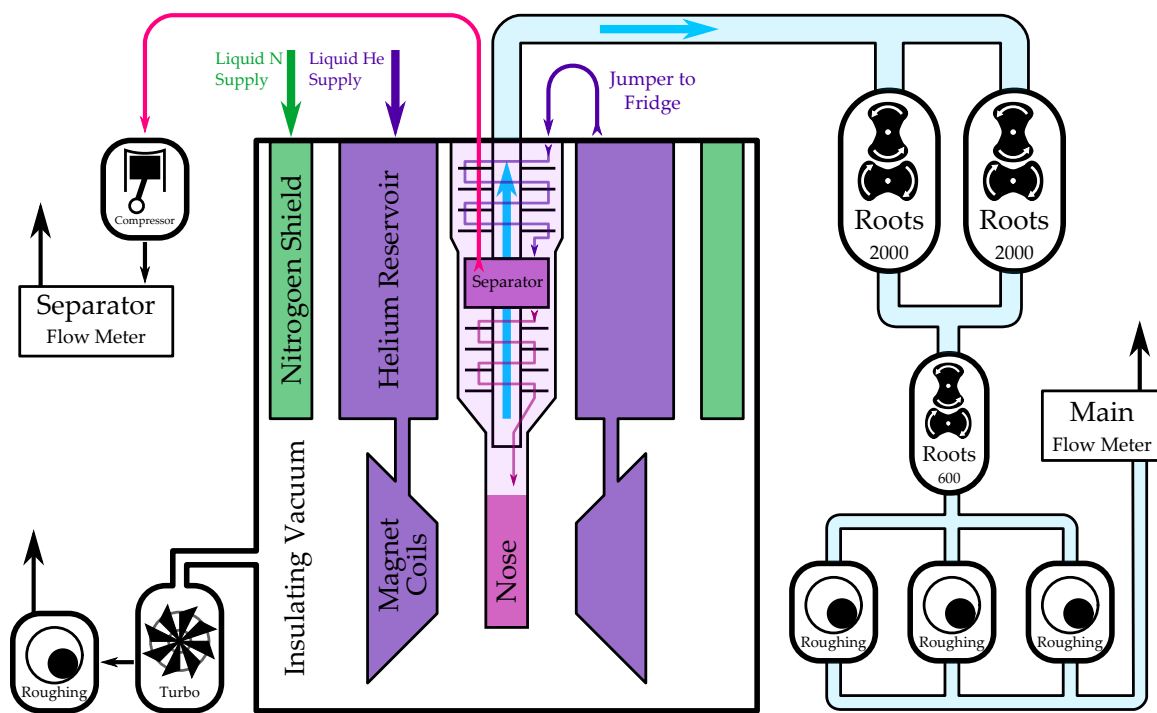 Liquid N
Supply
Liquid He
Supply
Jumper to
Fridge
Compressor
Separator
Flow Meter
Nitrogoen Shield
Helium Reservoir
Separator
Roots
2000
Roots
2000
Roots
600
Main
Flow Meter
Insulating Vacuum
Magnet
Coils
Nose
Roughing
Turbo
Roughing
Roughing
Roughing